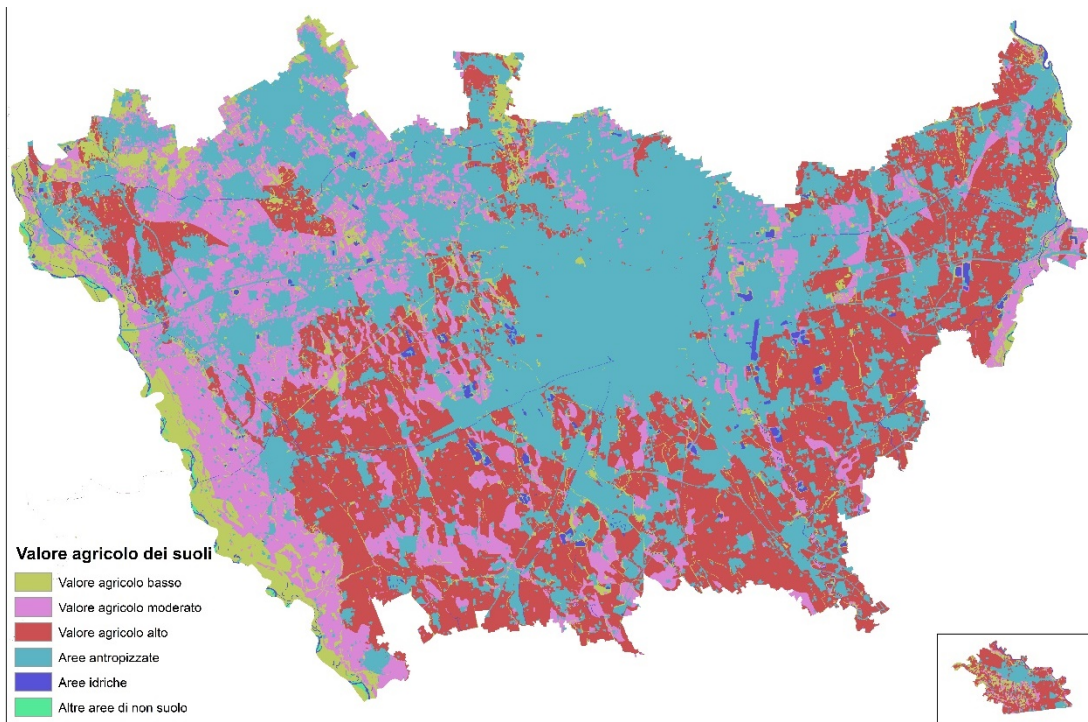 Valore agricolo dei suoli
Valore agricolo basso
Valore agricolo moderato
Valore agricolo alto
Aree antropizzate
Aree idriche
Altre aree di non suolo